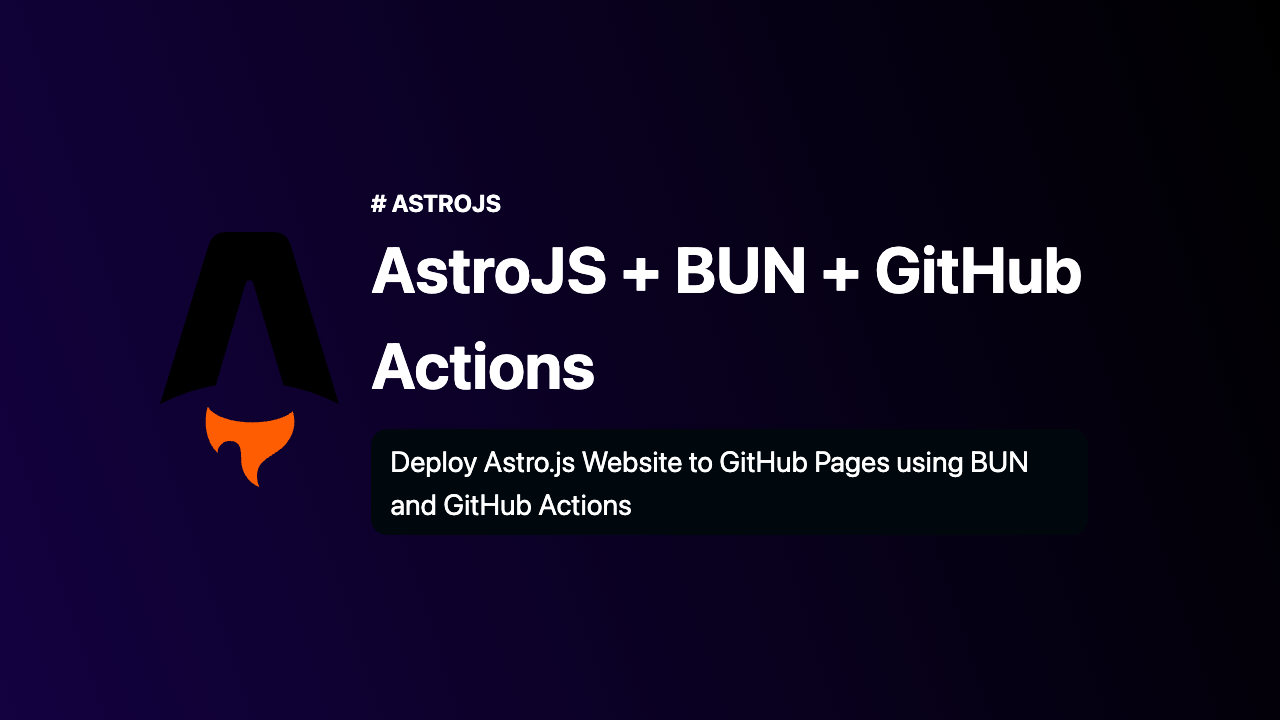 # ASTROJS
AstroJS + BUN + GitHub
Actions
Deploy Astro.js Website to GitHub Pages using BUN
and GitHub Actions